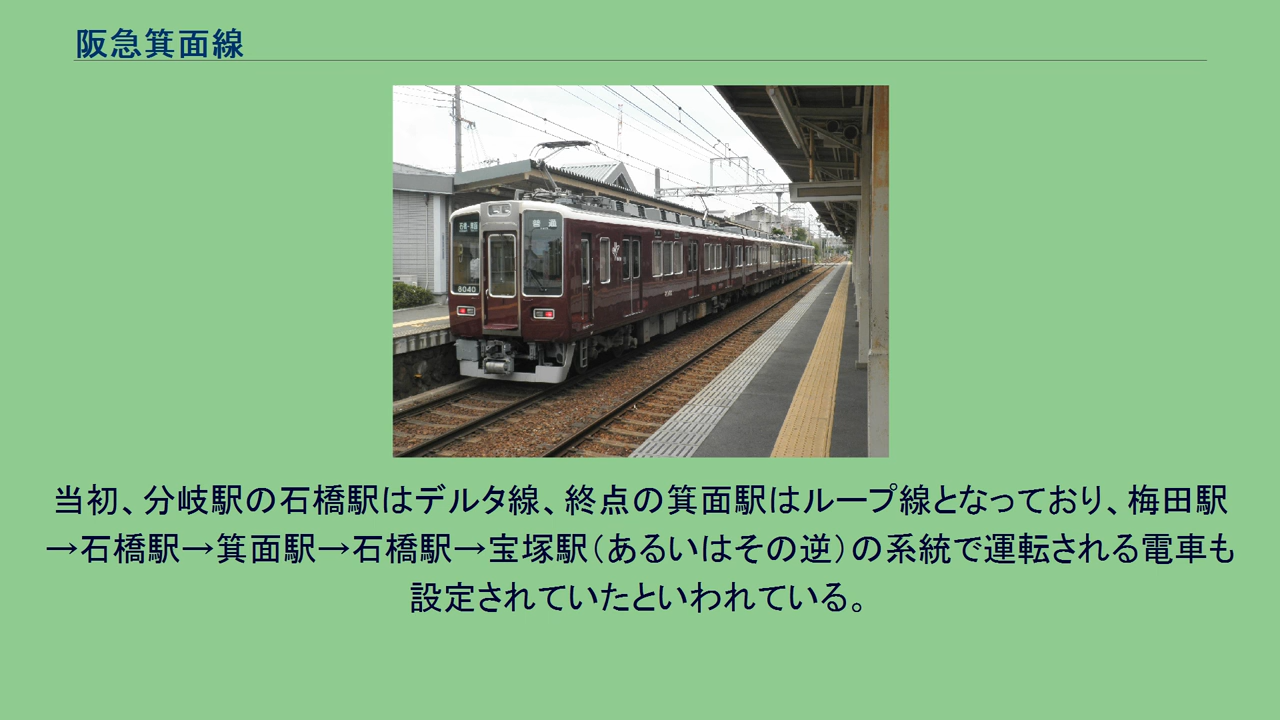 阪急箕面線
普通
8040
当初、分岐駅の石橋駅はデルタ線、終点の箕面駅はループ線となっており、梅田駅
→石橋駅→箕面駅→石橋駅→宝塚駅（あるいはその逆）の系統で運転される電車も
設定されていたといわれている。